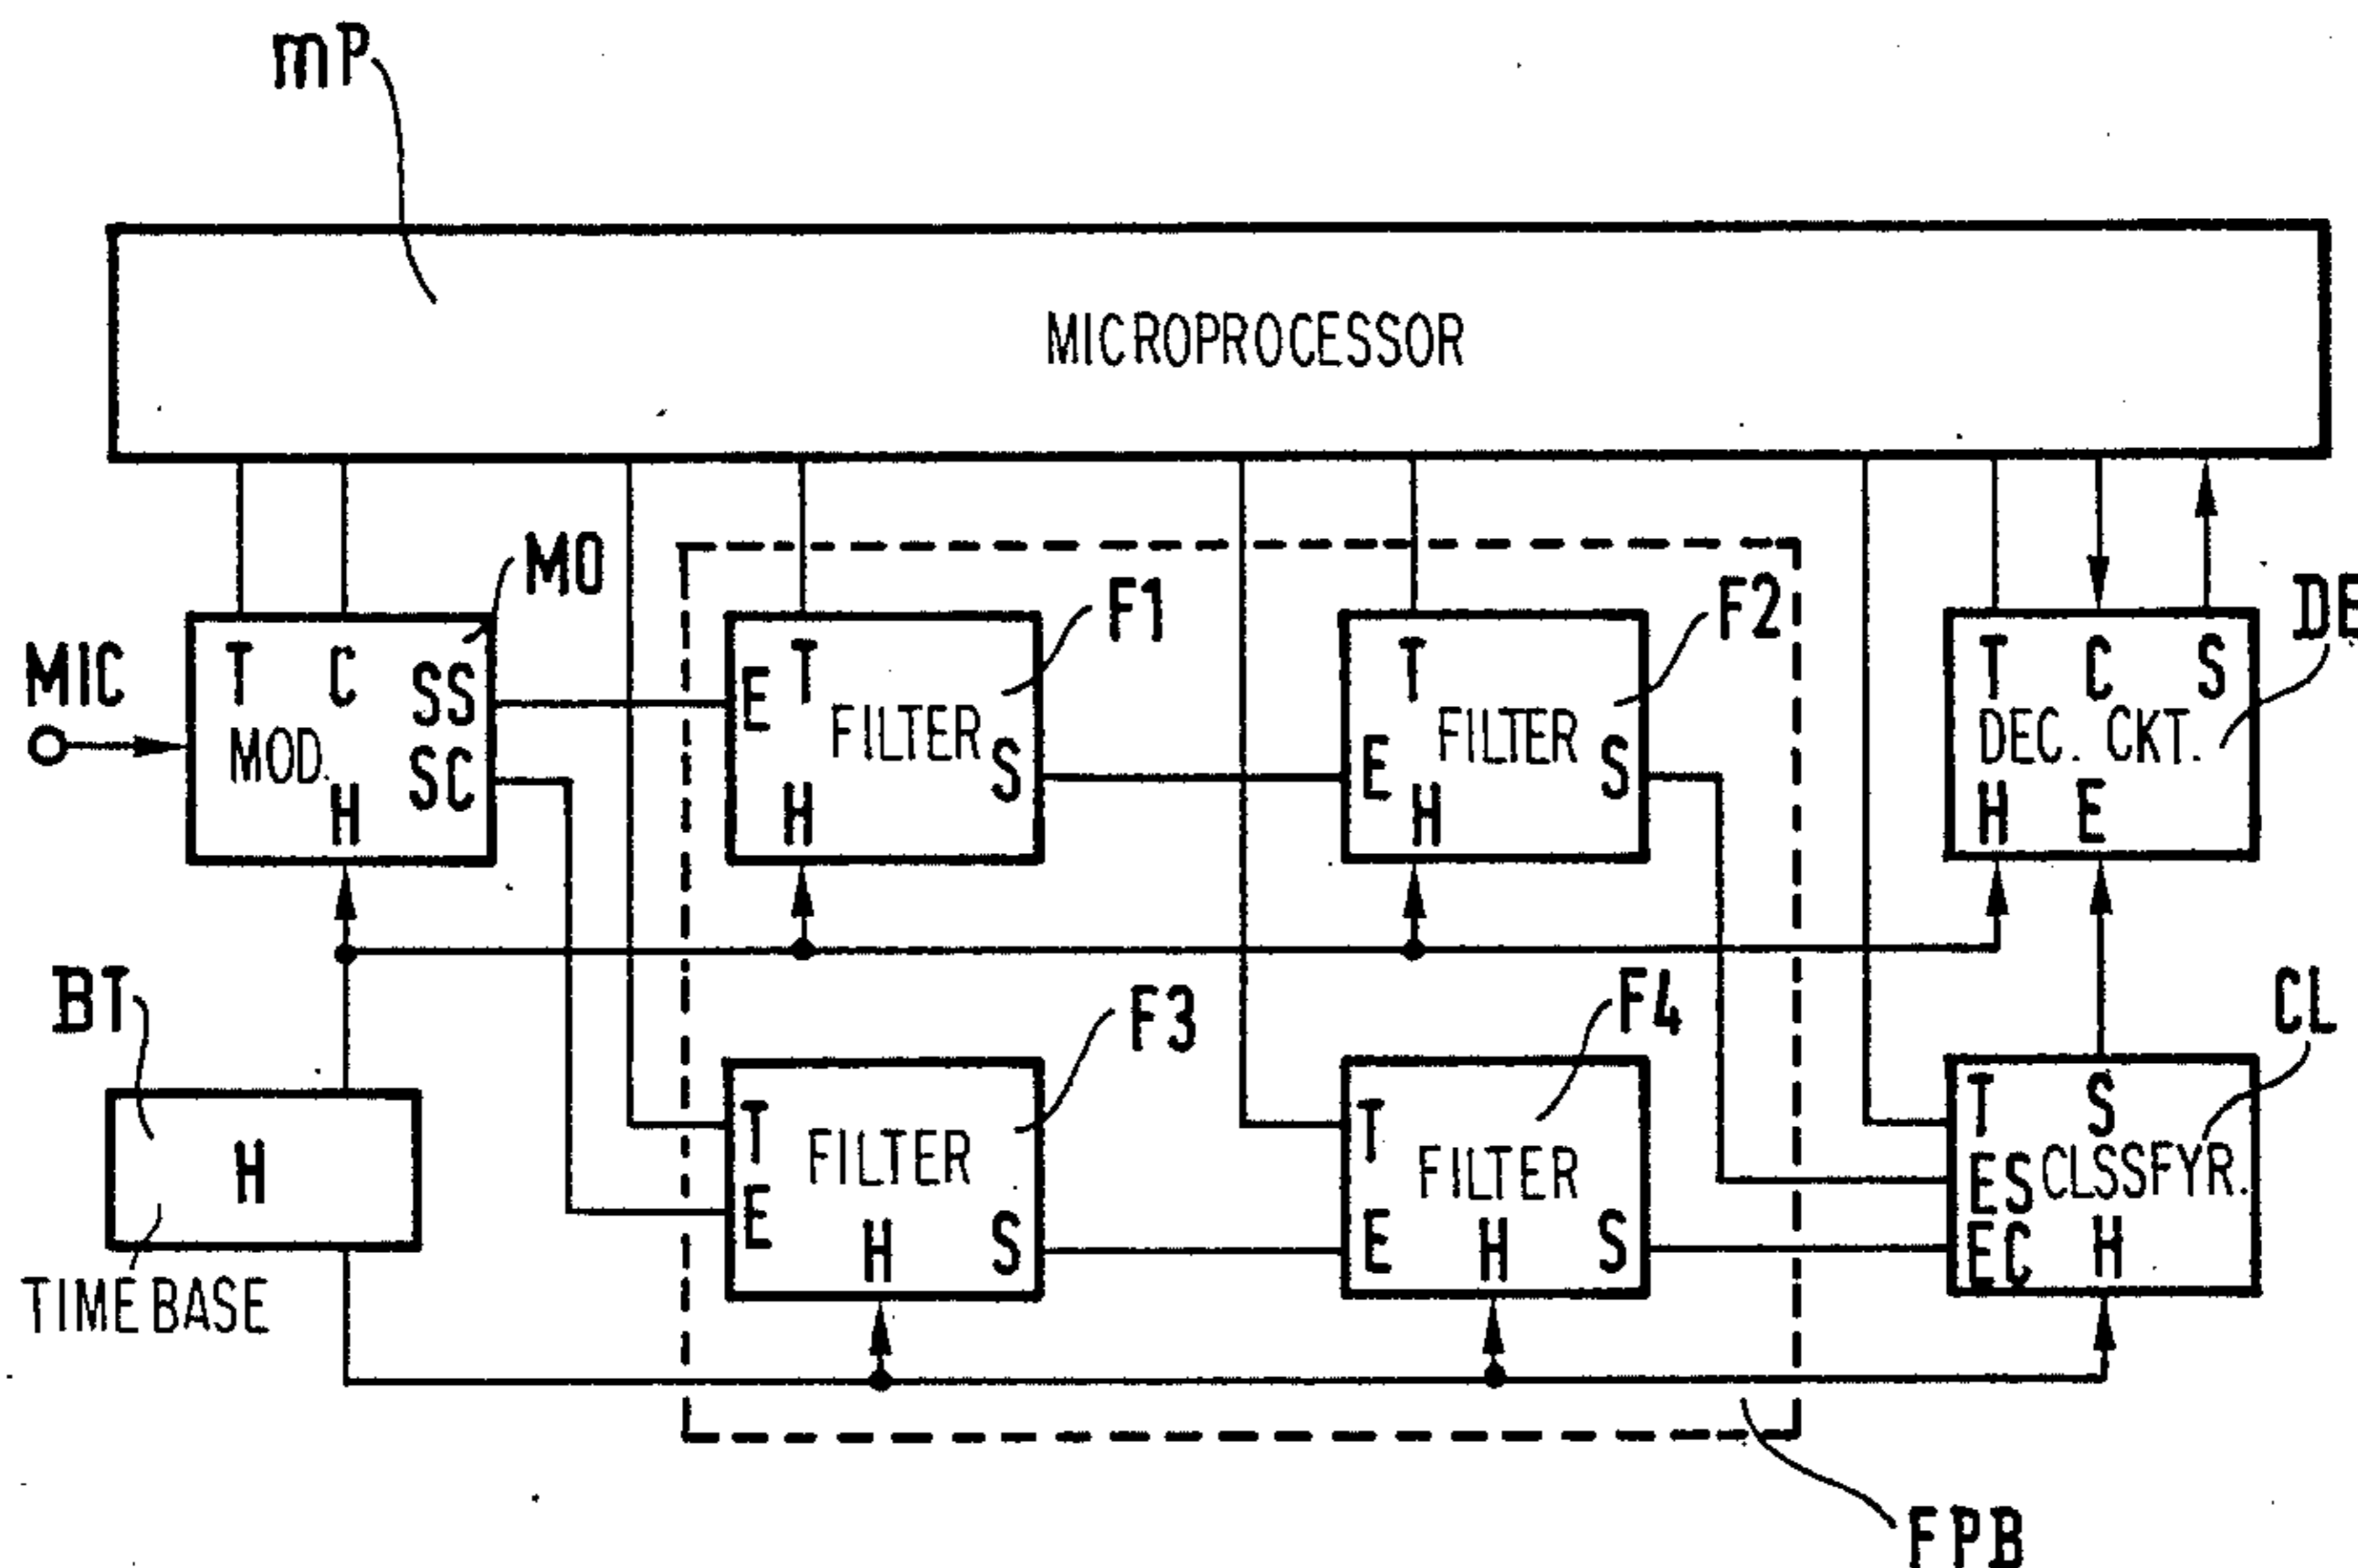 mP
MICROPROCESSOR
MO
F1
F2
DE
MIC
T C SS
MOD.
SC
H
E T
FILTER
S
H
T
FILTER
E S
H
T C S
DEC. CKT.
H E
BT
F3
F4
CL
H
TIME BASE
T
FILTER
E
H S
T
FILTER
E H S
T S
ES CLSSFYR.
EC H
FPB